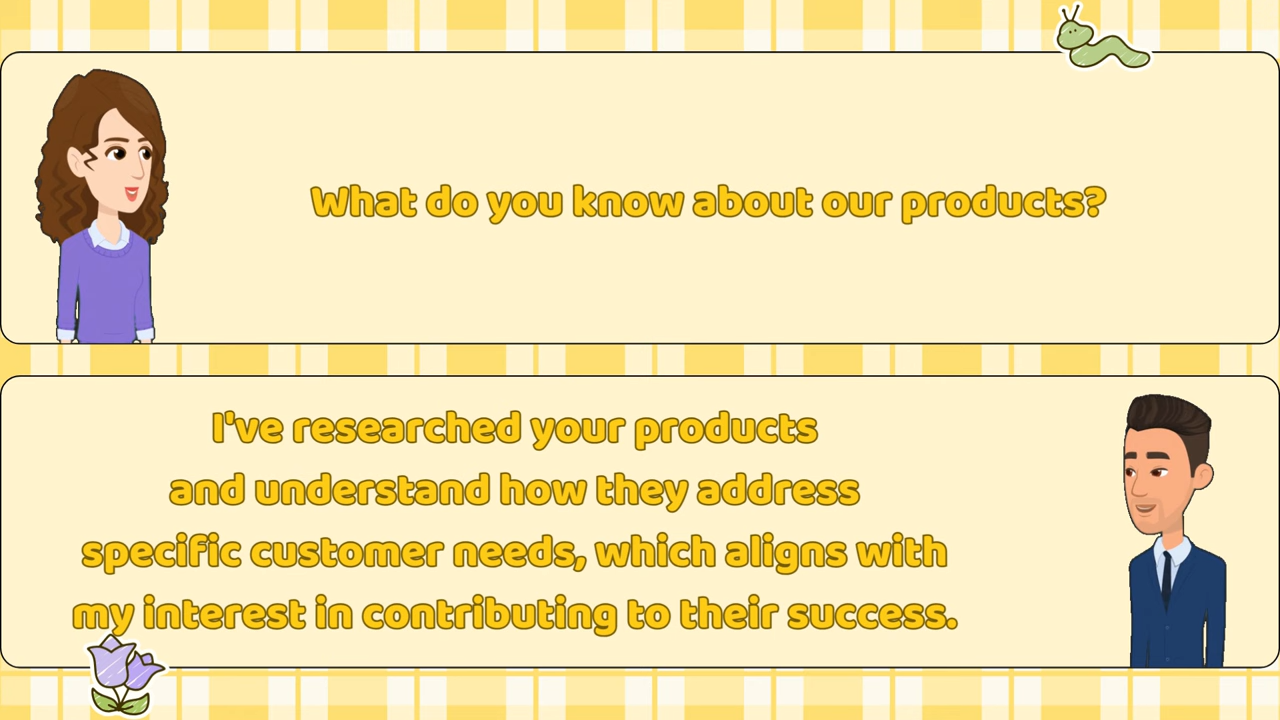 What do you know about our products?
I've researched your products
and understand how they address
specific customer needs, which aligns with
my interest in contributing to their success.